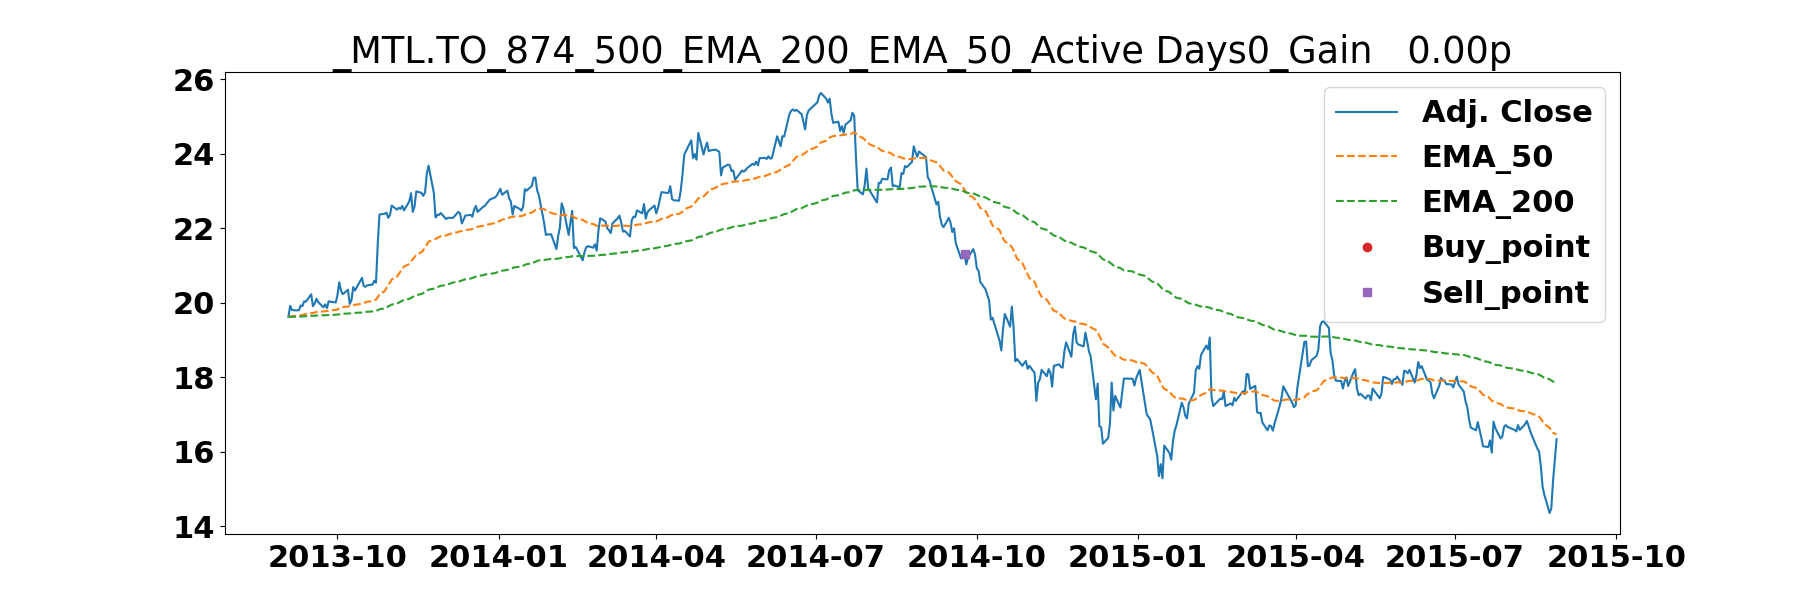 _MTL.TO_874_500_EMA_200_EMA_50_Active Days0_Gain   0.00p
26
24
22
20
18
16
14
Adj. Close
EMA_50
EMA_200
Buy_point
Sell_point
2013-10 2014-01 2014-04 2014-07 2014-10 2015-01 2015-04 2015-07 2015-10